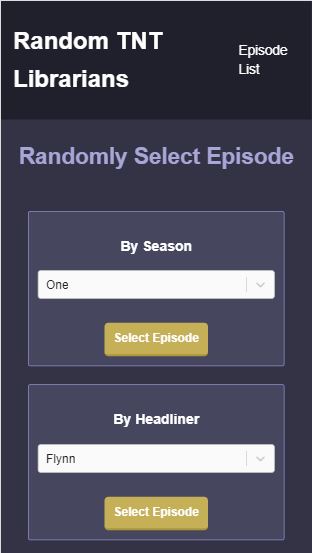 Random TNT
Librarians
Episode
List
Randomly Select Episode
By Season
One
Select Episode
By Headliner
Flynn
Select Episode